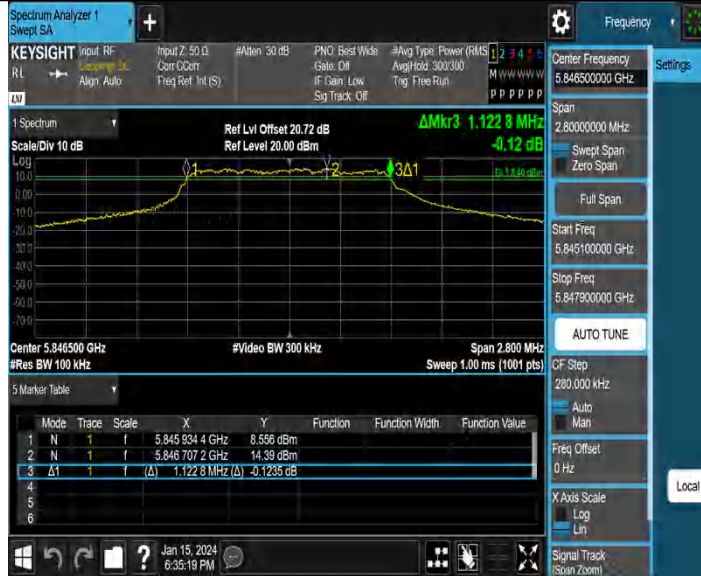 Spectrum Analyzer 1
Swept SA
+
Frequency
KEYSIGHT Input: RF Input Z: 50 Ω #Atten: 30 dB PNO: Best Wide #Avg Type: Power (RMS 1 2 3 4 5 6
RL Coupling: DC Corr CCorr Gate: Off Avg|Hold: 300/300 M W W W W W
Align: Auto Freq Ref: Int (S) IF Gain: Low Trig: Free Run P P P P P P
Sig Track: Off
LXI
1 Spectrum
Scale/Div 10 dB
Ref Lvl Offset 20.72 dB
Ref Level 20.00 dBm
ΔMkr3 1.122 8 MHz
-0.12 dB
Log
10.0
0.00
-10.0
-20.0
-30.0
-40.0
-50.0
-60.0
-70.0
1
2
3Δ1
Center 5.846500 GHz #Video BW 300 kHz Span 2.800 MHz
#Res BW 100 kHz Sweep 1.00 ms (1001 pts)
5 Marker Table
Mode Trace Scale X Y Function Function Width Function Value
1 N 1 f 5.845 934 4 GHz 8.556 dBm
2 N 1 f 5.846 707 2 GHz 14.39 dBm
3 Δ1 1 f (Δ) 1.122 8 MHz (Δ) -0.1235 dB
4
5
6
Jan 15, 2024
6:35:19 PM
?
Center Frequency
5.846500000 GHz
Settings
Span
2.80000000 MHz
Swept Span
Zero Span
Full Span
Start Freq
5.845100000 GHz
Stop Freq
5.847900000 GHz
AUTO TUNE
CF Step
280.000 kHz
Auto
Man
Freq Offset
0 Hz
X Axis Scale
Log
Lin
Local
Signal Track
(Span Zoom)